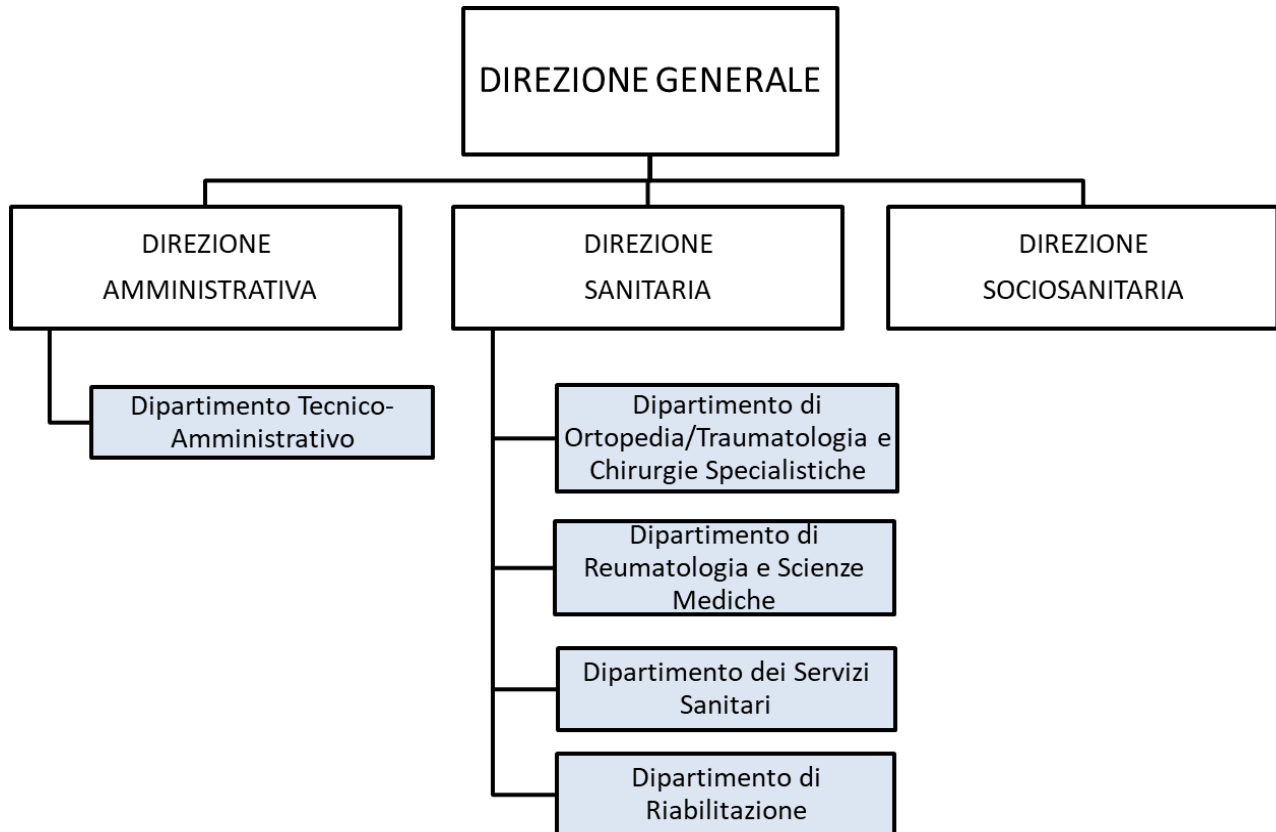 DIREZIONE GENERALE
DIREZIONE
AMMINISTRATIVA
DIREZIONE
SANITARIA
DIREZIONE
SOCIOSANITARIA
Dipartimento Tecnico-
Amministrativo
Dipartimento di
Ortopedia/Traumatologia e
Chirurgie Specialistiche
Dipartimento di
Reumatologia e Scienze
Mediche
Dipartimento dei Servizi
Sanitari
Dipartimento di
Riabilitazione